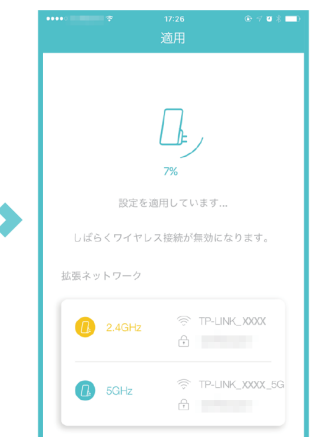 17:26
適用
7%
設定を適用しています...
しばらくワイヤレス接続が無効になります。
拡張ネットワーク
2.4GHz
TP-LINK_XXXX
5GHz
TP-LINK_XXXX_5G